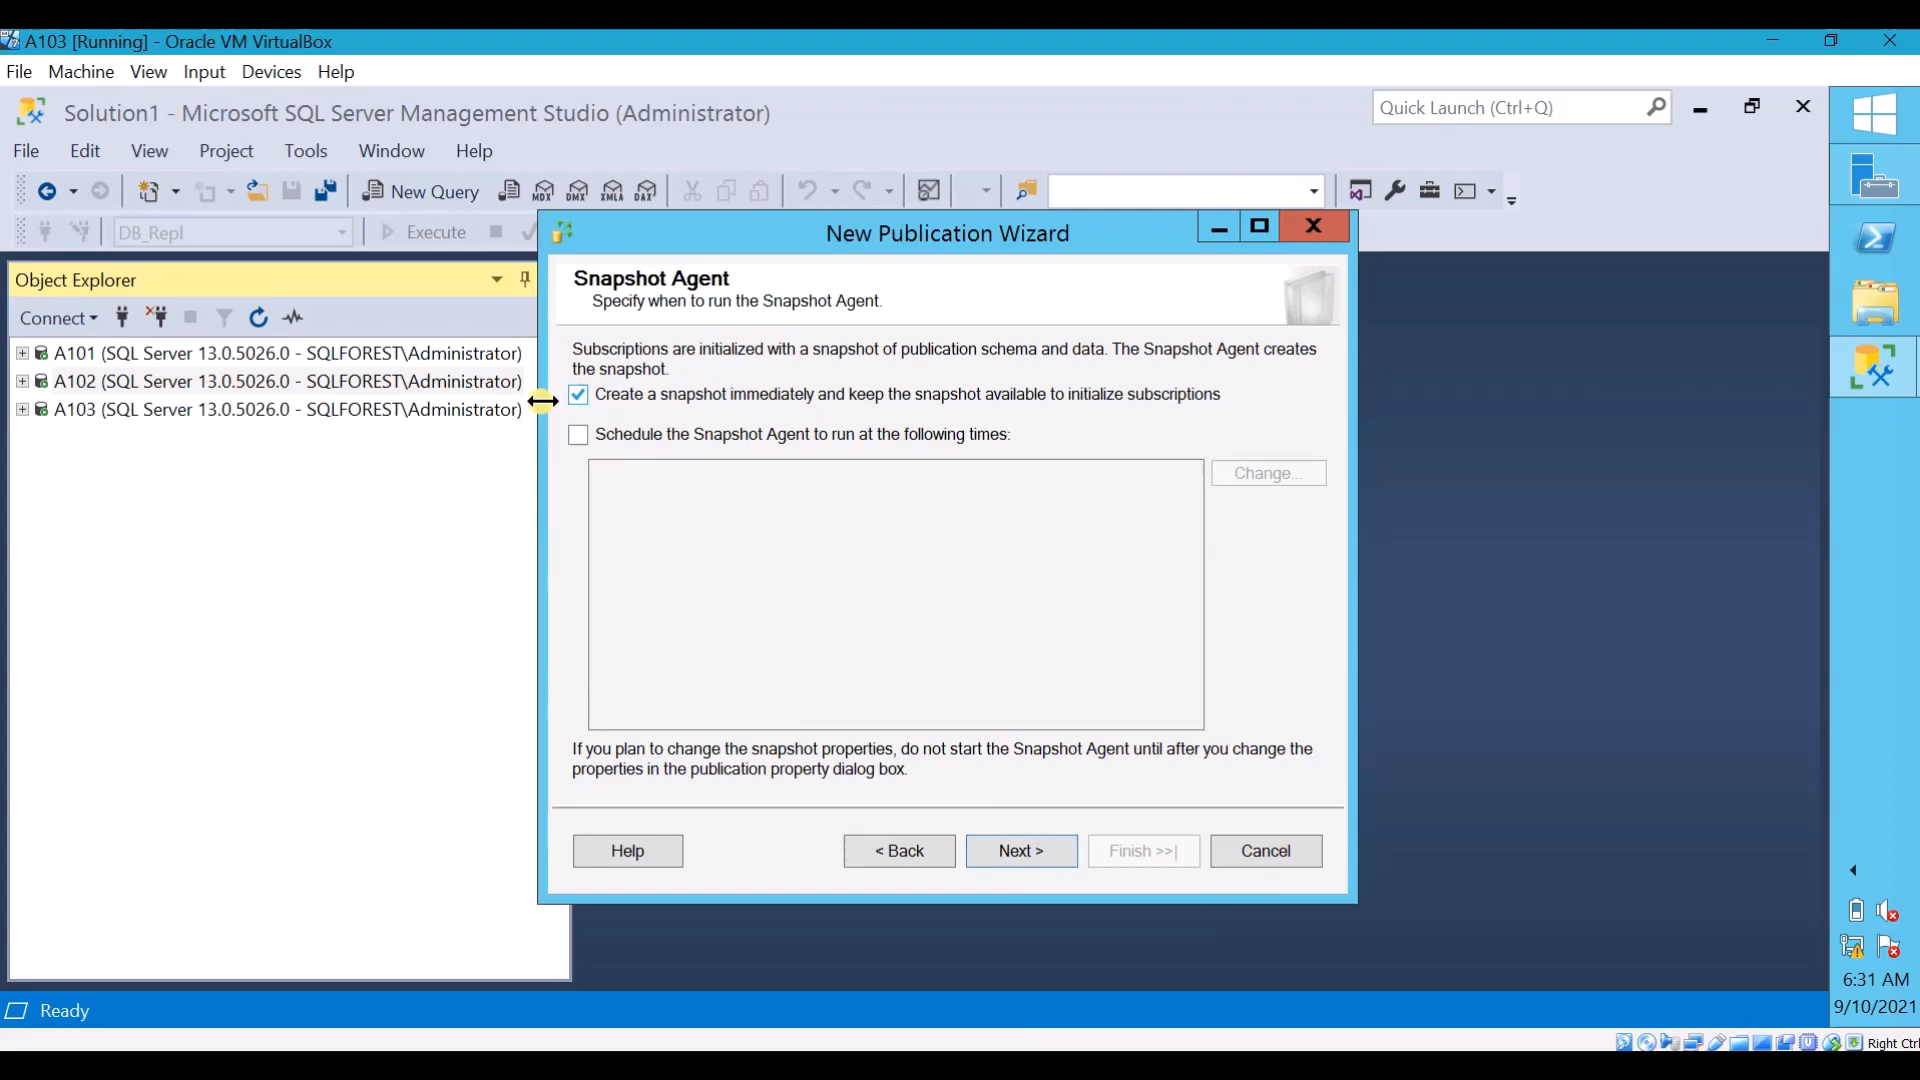 A103 [Running] - Oracle VM VirtualBox
File Machine View Input Devices Help
Solution1 - Microsoft SQL Server Management Studio (Administrator)
Quick Launch (Ctrl+Q)
File Edit View Project Tools Window Help
New Query
MDX DMX XMLA DAX
DB_Repl
Execute
New Publication Wizard
Object Explorer
Connect
A101 (SQL Server 13.0.5026.0 - SQLFOREST\Administrator)
A102 (SQL Server 13.0.5026.0 - SQLFOREST\Administrator)
A103 (SQL Server 13.0.5026.0 - SQLFOREST\Administrator)
Snapshot Agent
Specify when to run the Snapshot Agent.
Subscriptions are initialized with a snapshot of publication schema and data. The Snapshot Agent creates
the snapshot.
Create a snapshot immediately and keep the snapshot available to initialize subscriptions
Schedule the Snapshot Agent to run at the following times:
Change...
If you plan to change the snapshot properties, do not start the Snapshot Agent until after you change the
properties in the publication property dialog box.
Help
< Back
Next >
Finish >>|
Cancel
6:31 AM
9/10/2021
Ready
Right Ctrl